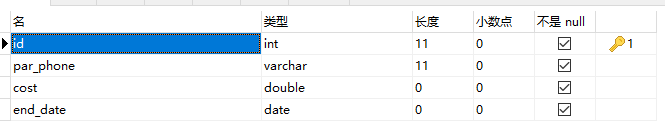 名 类型 长度 小数点 不是 null
id int 11 0 1
par_phone varchar 11 0
cost double 0 0
end_date date 0 0